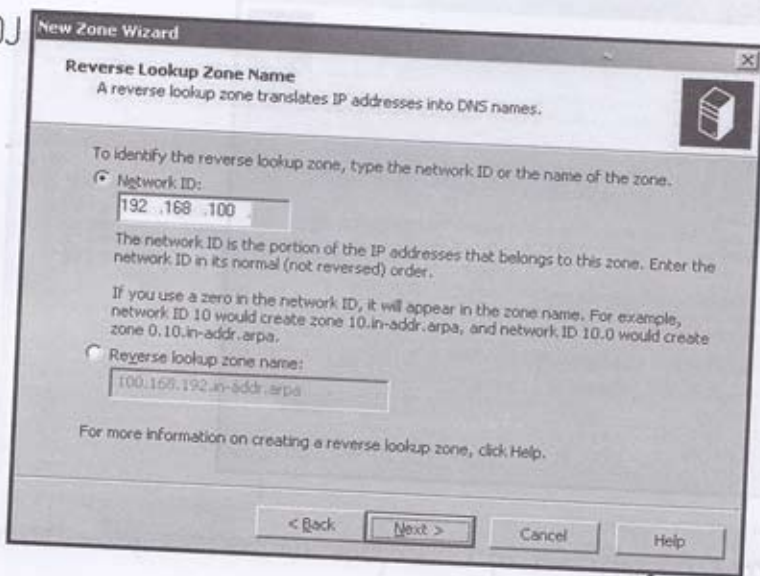 New Zone Wizard
Reverse Lookup Zone Name
A reverse lookup zone translates IP addresses into DNS names.
To identify the reverse lookup zone, type the network ID or the name of the zone.
Network ID:
192 .168 .100 .
The network ID is the portion of the IP addresses that belongs to this zone. Enter the
network ID in its normal (not reversed) order.
If you use a zero in the network ID, it will appear in the zone name. For example,
network ID 10 would create zone 10.in-addr.arpa, and network ID 10.0 would create
zone 0.10.in-addr.arpa.
Reverse lookup zone name:
100.168.192.in-addr.arpa
For more information on creating a reverse lookup zone, click Help.
< Back
Next >
Cancel
Help